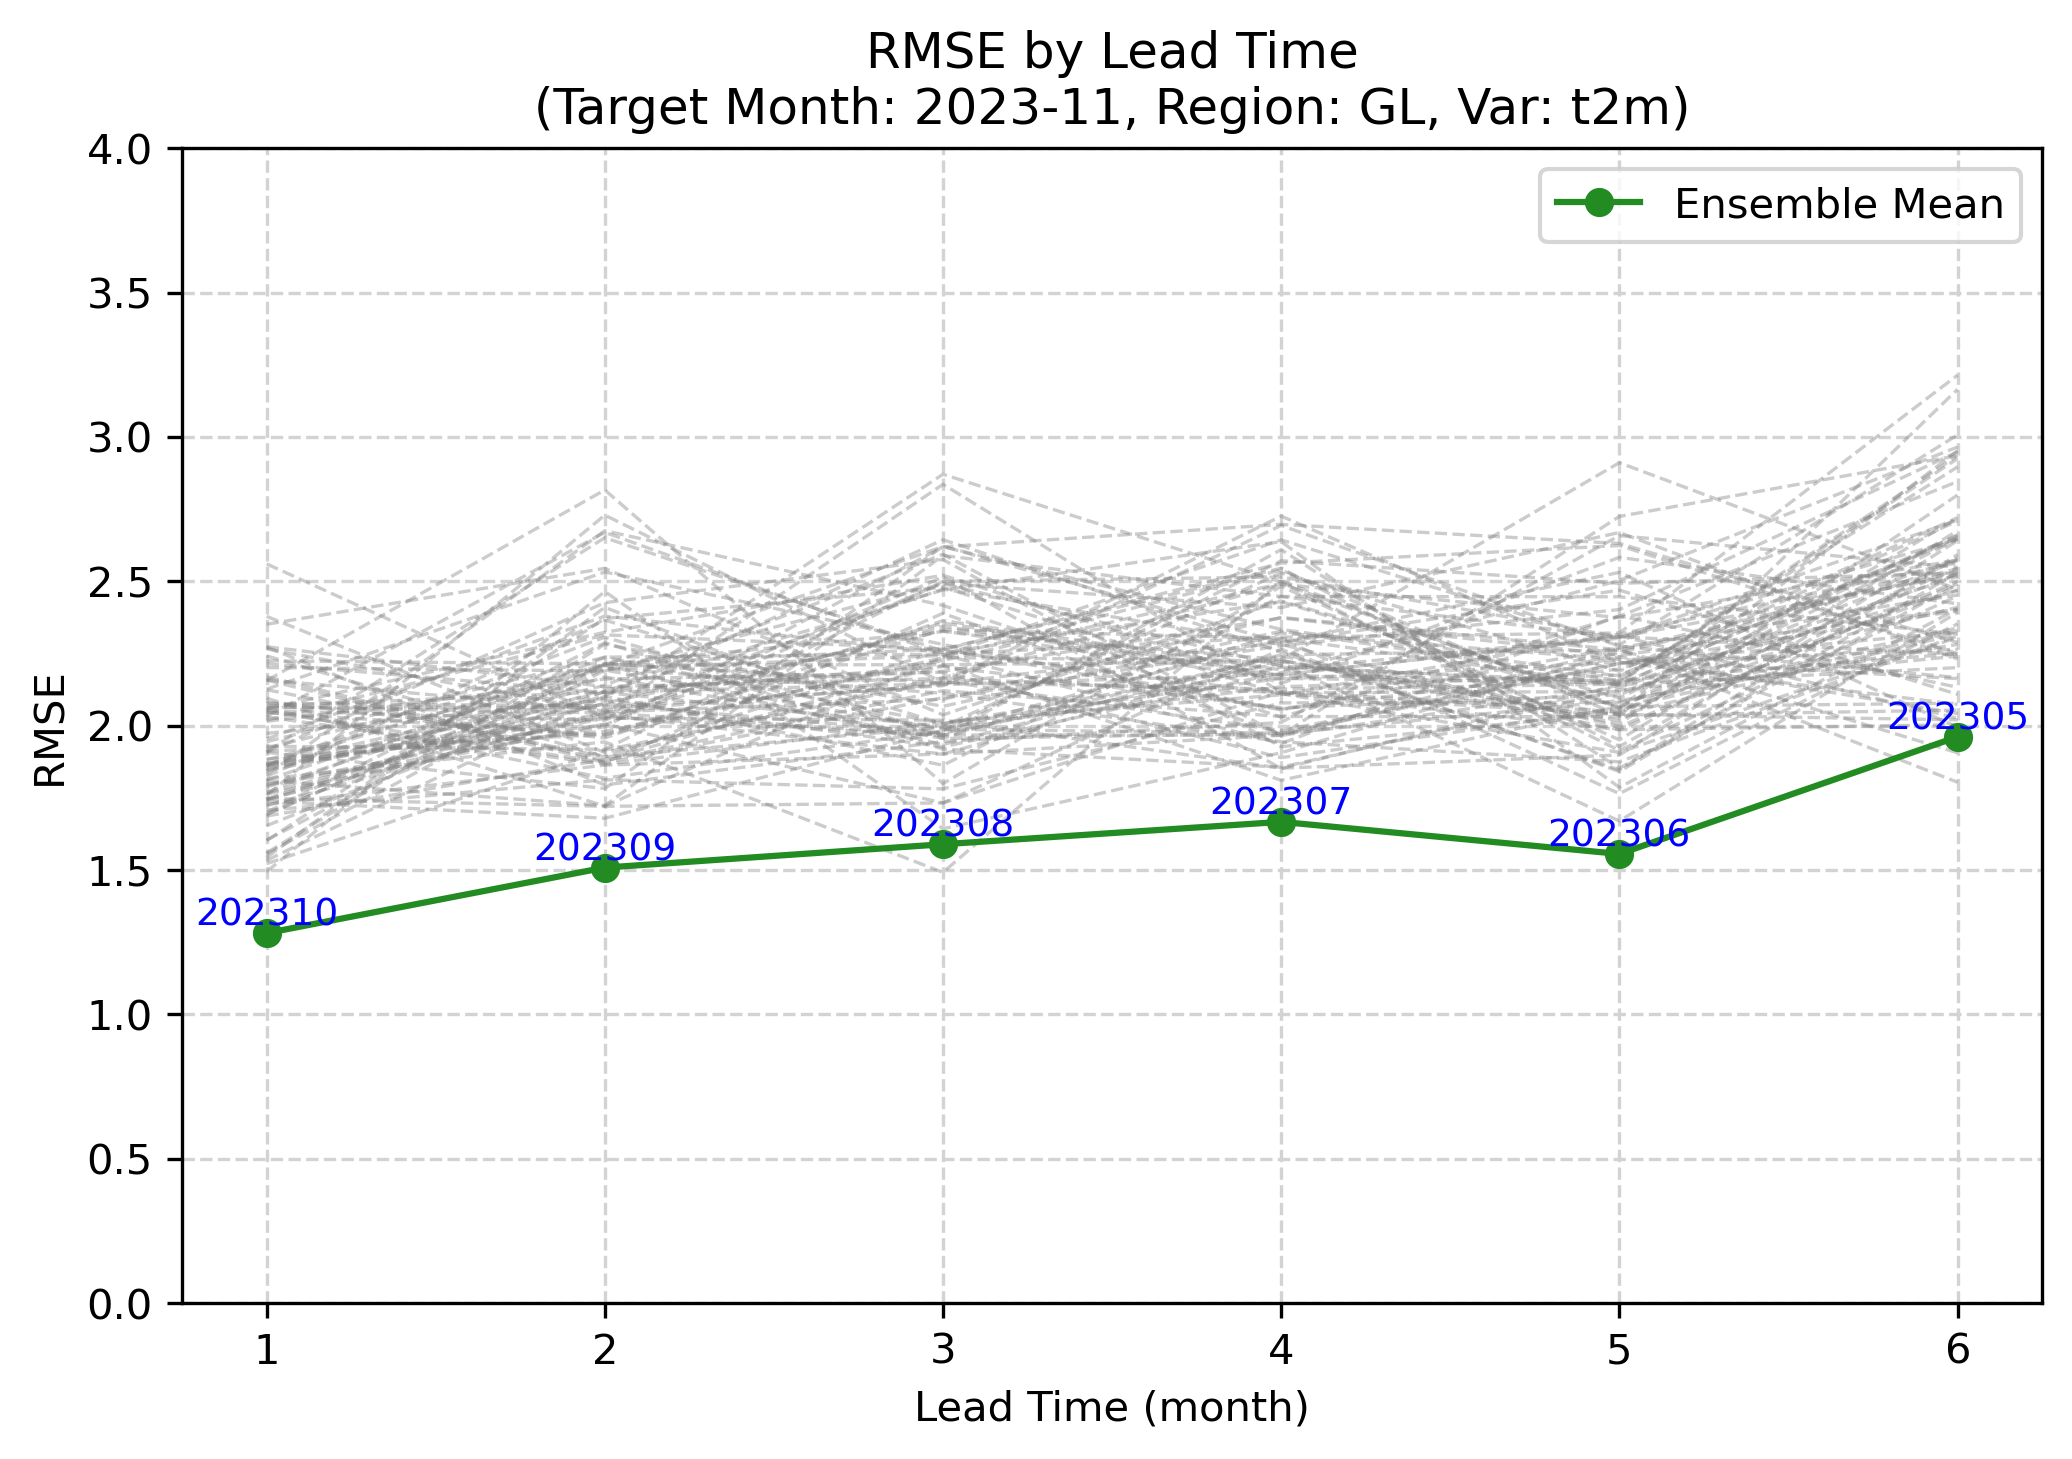 RMSE by Lead Time
(Target Month: 2023-11, Region: GL, Var: t2m)
Ensemble Mean
4.0
3.5
3.0
2.5
2.0
1.5
1.0
0.5
0.0
RMSE
202310
202309
202308
202307
202306
202305
1 2 3 4 5 6
Lead Time (month)